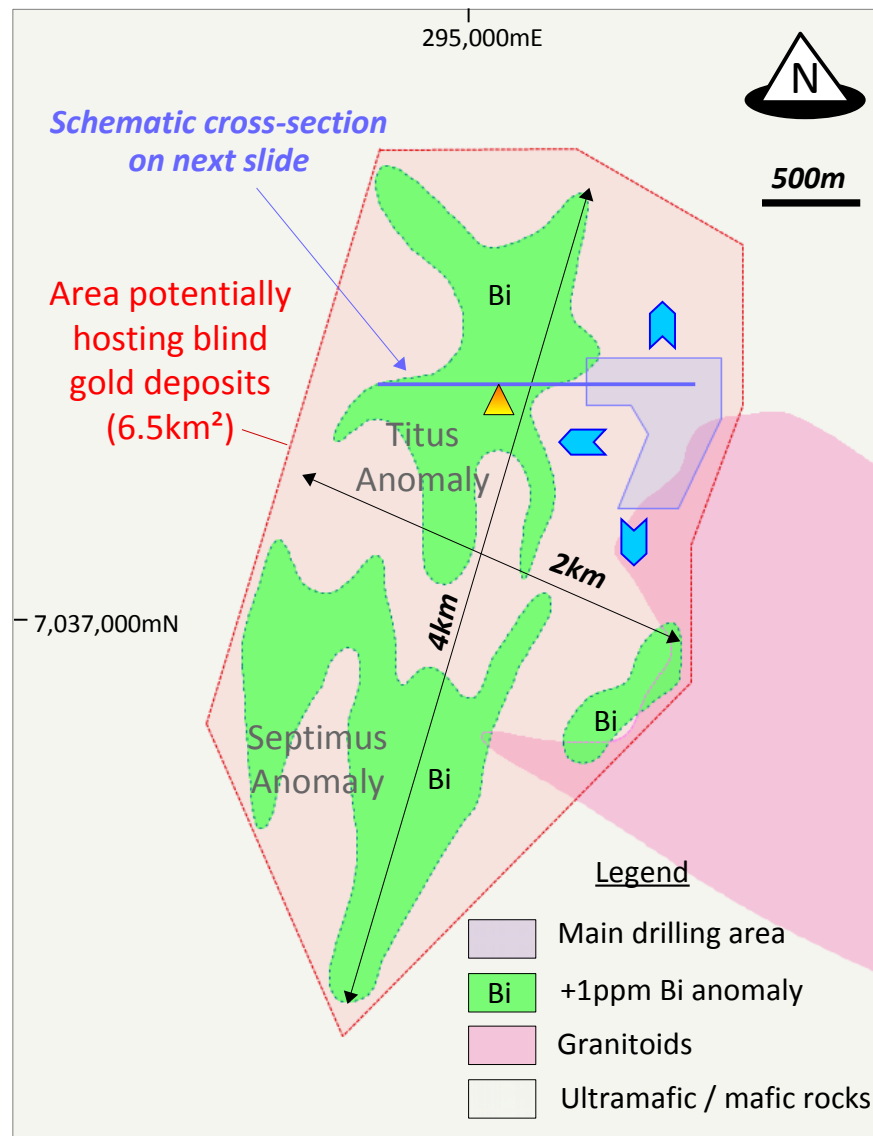 295,000mE
N
Schematic cross-section
on next slide
500m
Bi
Area potentially
hosting blind
gold deposits
(6.5km²)
Titus
Anomaly
2km
4km
7,037,000mN
Septimus
Anomaly
Bi
Bi
Legend
Main drilling area
Bi
+1ppm Bi anomaly
Granitoids
Ultramafic / mafic rocks